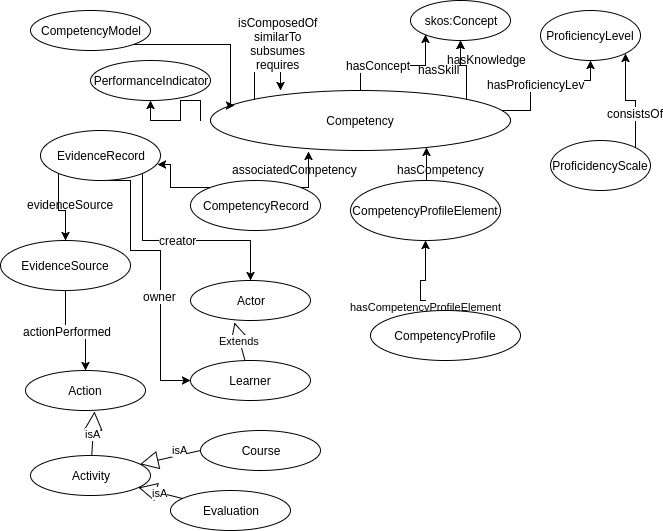 isComposedOf
similarTo
subsumes
requires
skos:Concept
CompetencyModel
ProficiencyLevel
hasConcept
hasKnowledge
hasSkill
PerformanceIndicator
hasProficiencyLev
Competency
consistsOf
EvidenceRecord
associatedCompetency
hasCompetency
ProficidencyScale
evidenceSource
CompetencyRecord
CompetencyProfileElement
creator
EvidenceSource
owner
Actor
hasCompetencyProfileElement
actionPerformed
Extends
CompetencyProfile
Action
Learner
isA
isA
Course
Activity
isA
Evaluation